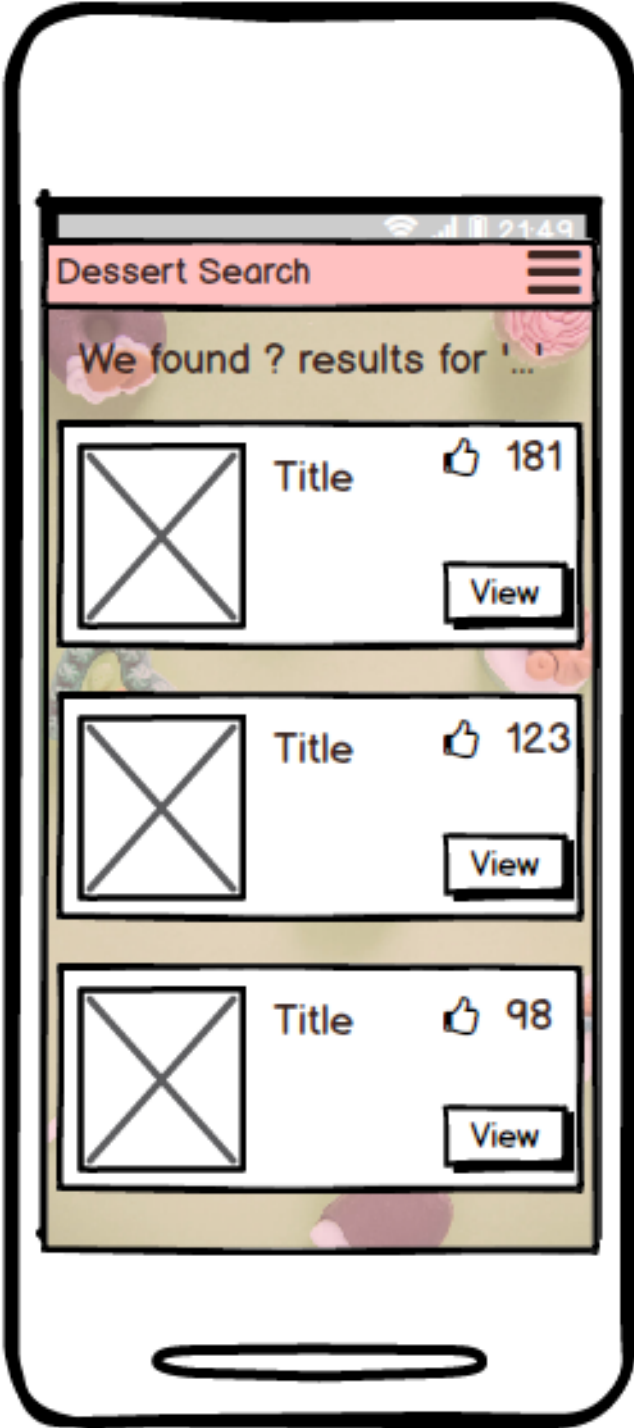 21:49
Dessert Search
We found ? results for '...'
Title 181
View
Title 123
View
Title 98
View